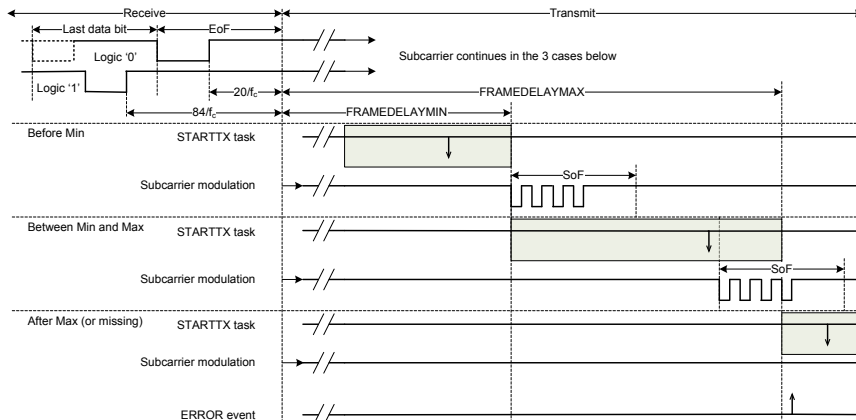 Receive
Transmit
Last data bit
EoF
Logic ‘0’
Subcarrier continues in the 3 cases below
Logic ‘1’
20/fc
FRAMEDELAYMAX
84/fc
FRAMEDELAYMIN
Before Min
STARTTX task
SoF
Subcarrier modulation
Between Min and Max
STARTTX task
SoF
Subcarrier modulation
After Max (or missing)
STARTTX task
Subcarrier modulation
ERROR event